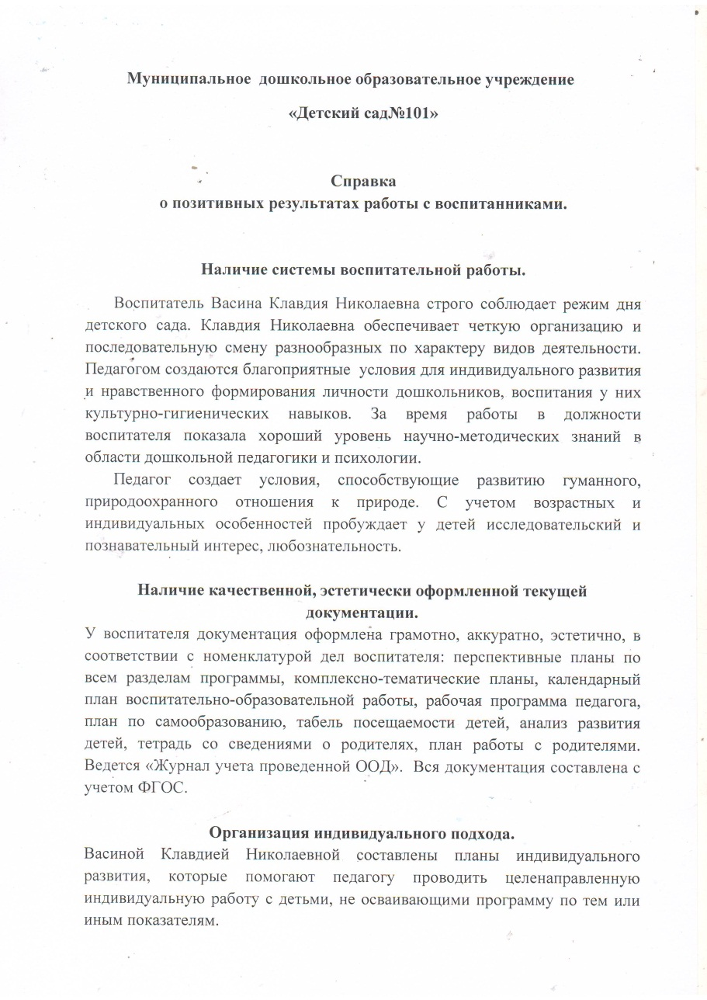 Муниципальное дошкольное образовательное учреждение
«Детский сад№101»
Справка
о позитивных результатах работы с воспитанниками.
Наличие системы воспитательной работы.
Воспитатель Васина Клавдия Николаевна строго соблюдает режим дня
детского сада. Клавдия Николаевна обеспечивает четкую организацию и
последовательную смену разнообразных по характеру видов деятельности.
Педагогом создаются благоприятные условия для индивидуального развития
и нравственного формирования личности дошкольников, воспитания у них
культурно-гигиенических навыков. За время работы в должности
воспитателя показала хороший уровень научно-методических знаний в
области дошкольной педагогики и психологии.
Педагог создает условия, способствующие развитию гуманного,
природоохранного отношения к природе. С учетом возрастных и
индивидуальных особенностей пробуждает у детей исследовательский и
познавательный интерес, любознательность.
Наличие качественной, эстетически оформленной текущей
документации.
У воспитателя документация оформлена грамотно, аккуратно, эстетично, в
соответствии с номенклатурой дел воспитателя: перспективные планы по
всем разделам программы, комплексно-тематические планы, календарный
план воспитательно-образовательной работы, рабочая программа педагога,
план по самообразованию, табель посещаемости детей, анализ развития
детей, тетрадь со сведениями о родителях, план работы с родителями.
Ведется «Журнал учета проведенной ООД». Вся документация составлена с
учетом ФГОС.
Организация индивидуального подхода.
Васиной Клавдией Николаевной составлены планы индивидуального
развития, которые помогают педагогу проводить целенаправленную
индивидуальную работу с детьми, не осваивающими программу по тем или
иным показателям.